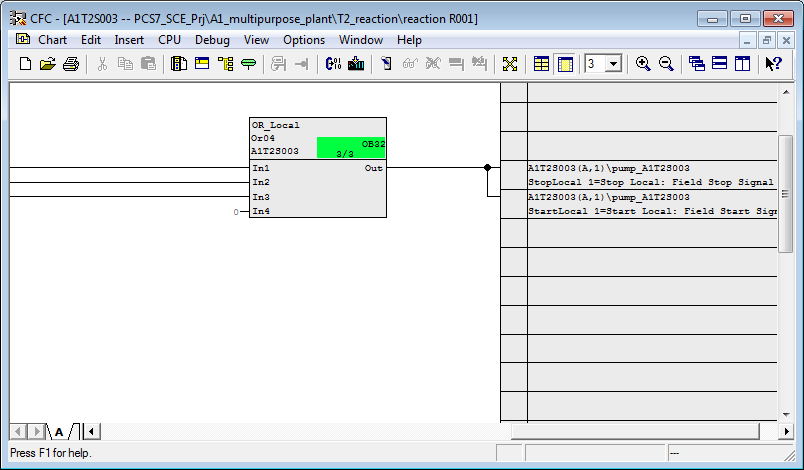 CFC - [A1T2S003 -- PCS7_SCE_Prj\A1_multipurpose_plant\T2_reaction\reaction R001]
Chart Edit Insert CPU Debug View Options Window Help
3
OR_Local
Or04
OB32
A1T2S003
3/3
In1 Out
In2
In3
0 In4
A1T2S003(A,1)\pump_A1T2S003
StopLocal 1=Stop Local: Field Stop Signal
A1T2S003(A,1)\pump_A1T2S003
StartLocal 1=Start Local: Field Start Sign
A
Press F1 for help.
---